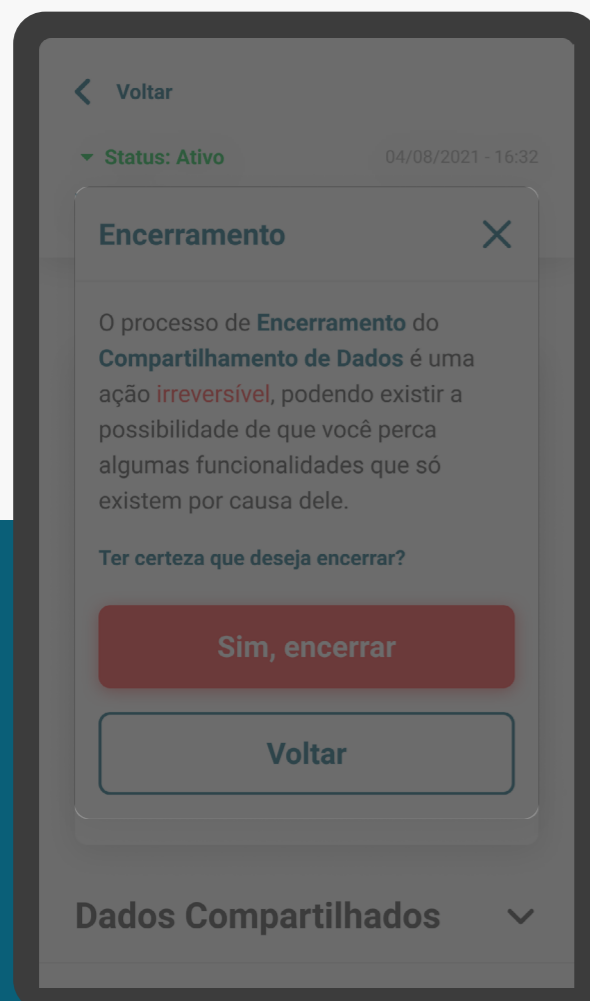 Voltar
Status: Ativo
04/08/2021 - 16:32
Encerramento
O processo de Encerramento do
Compartilhamento de Dados é uma
ação irreversível, podendo existir a
possibilidade de que você perca
algumas funcionalidades que só
existem por causa dele.
Ter certeza que deseja encerrar?
Sim, encerrar
Voltar
Dados Compartilhados